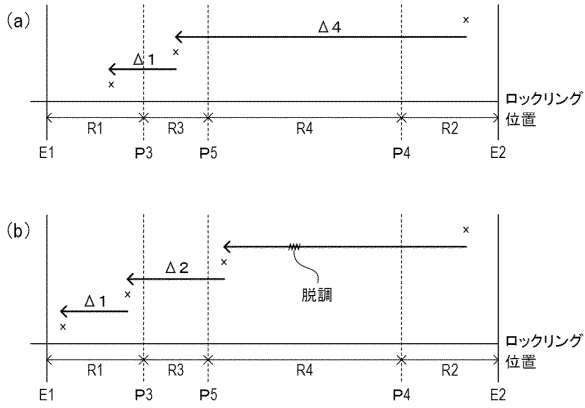 (a)
Δ4
Δ1
ロックリング
位置
R1 R3 R4 R2
E1 P3 P5 P4 E2
(b)
Δ2
脱調
Δ1
ロックリング
位置
R1 R3 R4 R2
E1 P3 P5 P4 E2